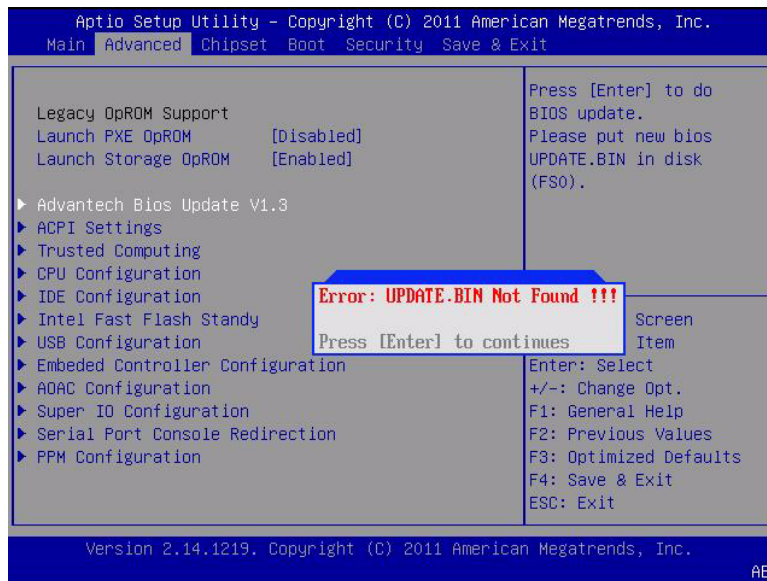 Aptio Setup Utility – Copyright (C) 2011 American Megatrends, Inc.
Main Advanced Chipset Boot Security Save & Exit
Legacy OpROM Support
Launch PXE OpROM [Disabled]
Launch Storage OpROM [Enabled]
Advantech Bios Update V1.3
ACPI Settings
Trusted Computing
CPU Configuration
IDE Configuration
Intel Fast Flash Standy
USB Configuration
Embeded Controller Configuration
AOAC Configuration
Super IO Configuration
Serial Port Console Redirection
PPM Configuration
Error: UPDATE.BIN Not Found !!!
Press [Enter] to continues
Press [Enter] to do
BIOS update.
Please put new bios
UPDATE.BIN in disk
(FS0).
Screen
Item
Enter: Select
+/-: Change Opt.
F1: General Help
F2: Previous Values
F3: Optimized Defaults
F4: Save & Exit
ESC: Exit
Version 2.14.1219. Copyright (C) 2011 American Megatrends, Inc.
AB